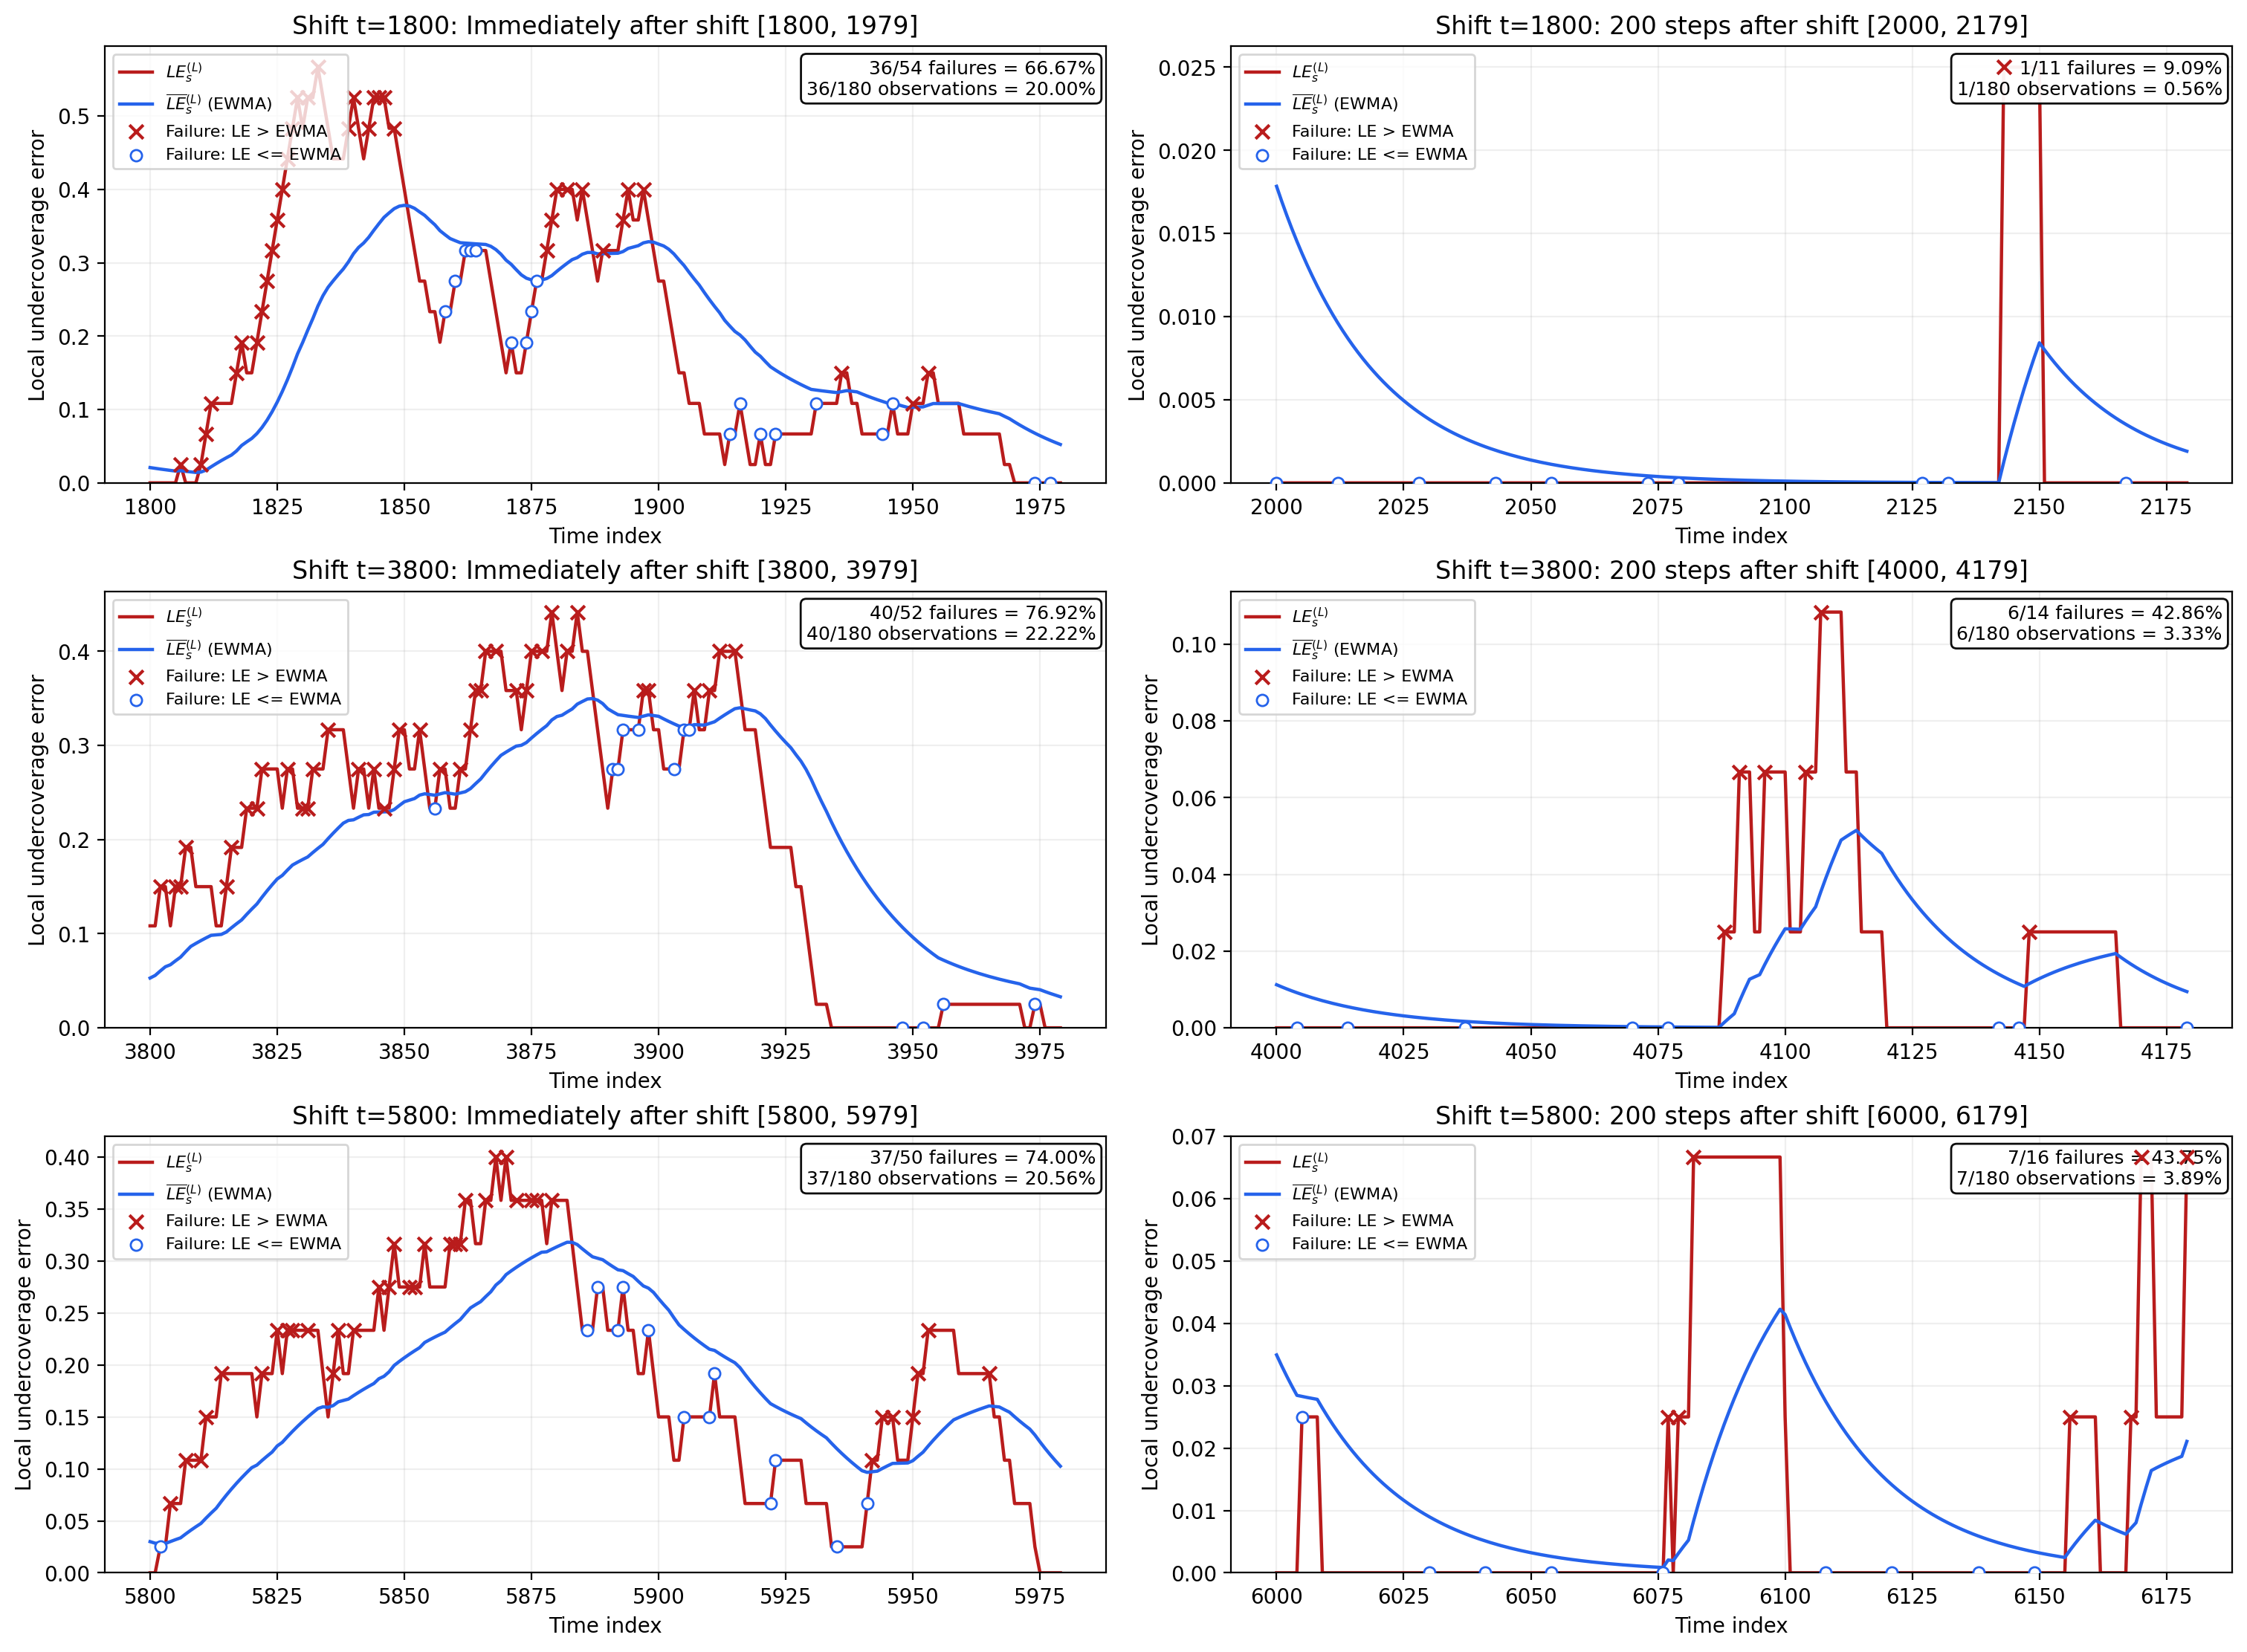 Shift t=1800: Immediately after shift [1800, 1979]
Local undercoverage error
0.5
0.4
0.3
0.2
0.1
0.0
LE_s^(L)
LE_s^(L) (EWMA)
Failure: LE > EWMA
Failure: LE <= EWMA
36/54 failures = 66.67%
36/180 observations = 20.00%
1800 1825 1850 1875 1900 1925 1950 1975
Time index
Shift t=1800: 200 steps after shift [2000, 2179]
Local undercoverage error
0.025
0.020
0.015
0.010
0.005
0.000
LE_s^(L)
LE_s^(L) (EWMA)
Failure: LE > EWMA
Failure: LE <= EWMA
1/11 failures = 9.09%
1/180 observations = 0.56%
2000 2025 2050 2075 2100 2125 2150 2175
Time index
Shift t=3800: Immediately after shift [3800, 3979]
Local undercoverage error
0.4
0.3
0.2
0.1
0.0
LE_s^(L)
LE_s^(L) (EWMA)
Failure: LE > EWMA
Failure: LE <= EWMA
40/52 failures = 76.92%
40/180 observations = 22.22%
3800 3825 3850 3875 3900 3925 3950 3975
Time index
Shift t=3800: 200 steps after shift [4000, 4179]
Local undercoverage error
0.10
0.08
0.06
0.04
0.02
0.00
LE_s^(L)
LE_s^(L) (EWMA)
Failure: LE > EWMA
Failure: LE <= EWMA
6/14 failures = 42.86%
6/180 observations = 3.33%
4000 4025 4050 4075 4100 4125 4150 4175
Time index
Shift t=5800: Immediately after shift [5800, 5979]
Local undercoverage error
0.40
0.35
0.30
0.25
0.20
0.15
0.10
0.05
0.00
LE_s^(L)
LE_s^(L) (EWMA)
Failure: LE > EWMA
Failure: LE <= EWMA
37/50 failures = 74.00%
37/180 observations = 20.56%
5800 5825 5850 5875 5900 5925 5950 5975
Time index
Shift t=5800: 200 steps after shift [6000, 6179]
Local undercoverage error
0.07
0.06
0.05
0.04
0.03
0.02
0.01
0.00
LE_s^(L)
LE_s^(L) (EWMA)
Failure: LE > EWMA
Failure: LE <= EWMA
7/16 failures = 43.75%
7/180 observations = 3.89%
6000 6025 6050 6075 6100 6125 6150 6175
Time index